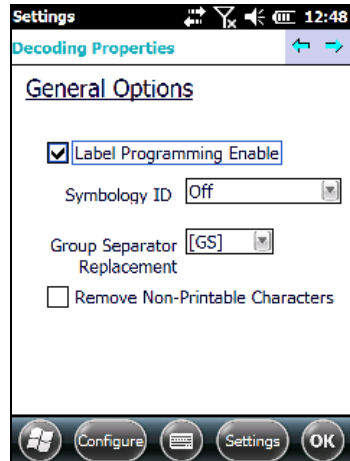 Settings 12:48
Decoding Properties
General Options
Label Programming Enable
Symbology ID Off
Group Separator [GS]
Replacement
Remove Non-Printable Characters
Configure Settings OK